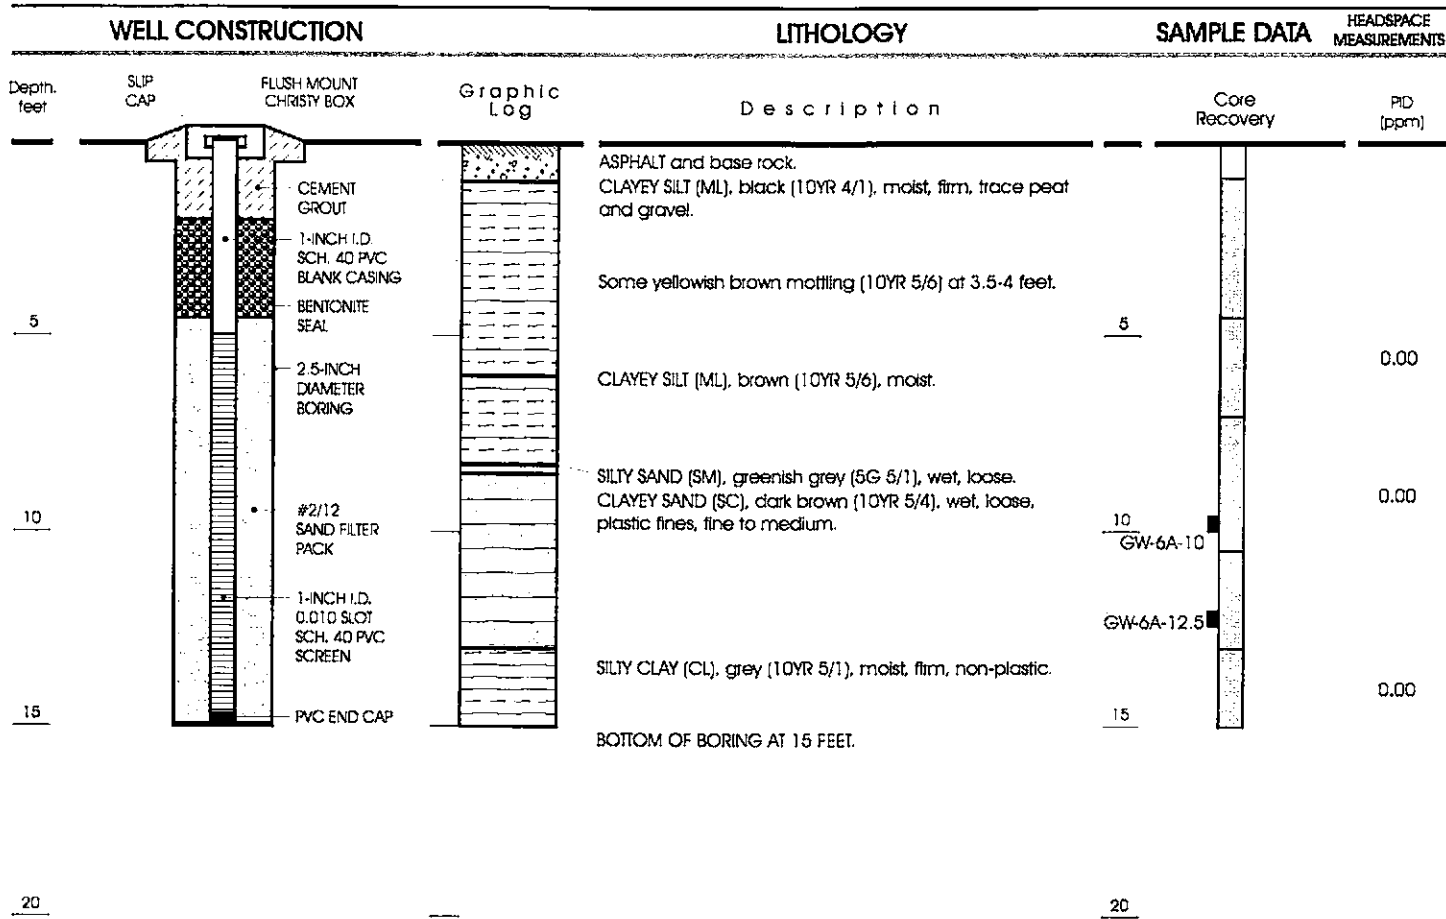 WELL CONSTRUCTION
LITHOLOGY
SAMPLE DATA
HEADSPACE
MEASUREMENTS
Depth,
feet
SLIP
CAP
FLUSH MOUNT
CHRISTY BOX
Graphic
Log
Description
Core
Recovery
PID
(ppm)
CEMENT
GROUT
1-INCH I.D.
SCH. 40 PVC
BLANK CASING
BENTONITE
SEAL
2.5-INCH
DIAMETER
BORING
#2/12
SAND FILTER
PACK
1-INCH I.D.
0.010 SLOT
SCH. 40 PVC
SCREEN
PVC END CAP
5
10
15
20
ASPHALT and base rock.
CLAYEY SILT (ML), black (10YR 4/1), moist, firm, trace peat
and gravel.
Some yellowish brown mottling (10YR 5/6) at 3.5-4 feet.
CLAYEY SILT (ML), brown (10YR 5/6), moist.
SILTY SAND (SM), greenish grey (5G 5/1), wet, loose.
CLAYEY SAND (SC), dark brown (10YR 5/4), wet, loose,
plastic fines, fine to medium.
SILTY CLAY (CL), grey (10YR 5/1), moist, firm, non-plastic.
BOTTOM OF BORING AT 15 FEET.
5
10
GW-6A-10
GW-6A-12.5
15
20
0.00
0.00
0.00